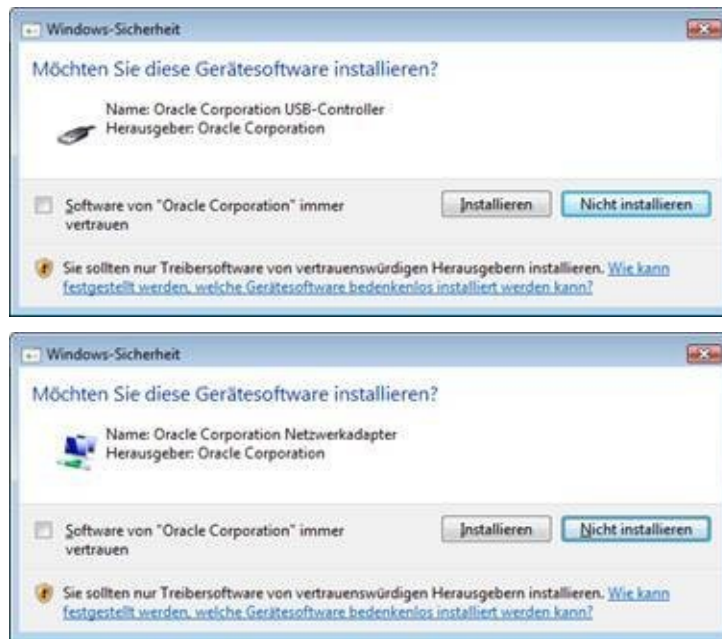 Windows-Sicherheit
Möchten Sie diese Gerätesoftware installieren?
Name: Oracle Corporation USB-Controller
Herausgeber: Oracle Corporation
Software von "Oracle Corporation" immer
vertrauen
Installieren
Nicht installieren
Sie sollten nur Treibersoftware von vertrauenswürdigen Herausgebern installieren. Wie kann
festgestellt werden, welche Gerätesoftware bedenkenlos installiert werden kann?
Windows-Sicherheit
Möchten Sie diese Gerätesoftware installieren?
Name: Oracle Corporation Netzwerkadapter
Herausgeber: Oracle Corporation
Software von "Oracle Corporation" immer
vertrauen
Installieren
Nicht installieren
Sie sollten nur Treibersoftware von vertrauenswürdigen Herausgebern installieren. Wie kann
festgestellt werden, welche Gerätesoftware bedenkenlos installiert werden kann?